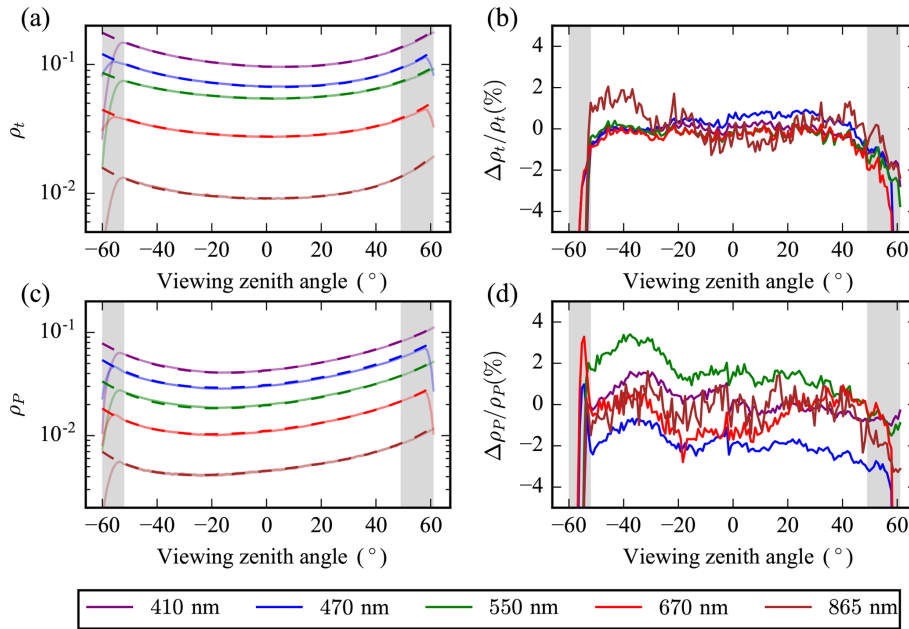 (a)
(b)
10⁻¹
10⁻²
ρt
−60 −40 −20 0 20 40 60
Viewing zenith angle (°)
4
2
0
−2
−4
Δρt/ρt(%)
−60 −40 −20 0 20 40 60
Viewing zenith angle (°)
(c)
(d)
10⁻¹
10⁻²
ρP
−60 −40 −20 0 20 40 60
Viewing zenith angle (°)
4
2
0
−2
−4
ΔρP/ρP(%)
−60 −40 −20 0 20 40 60
Viewing zenith angle (°)
410 nm 470 nm 550 nm 670 nm 865 nm